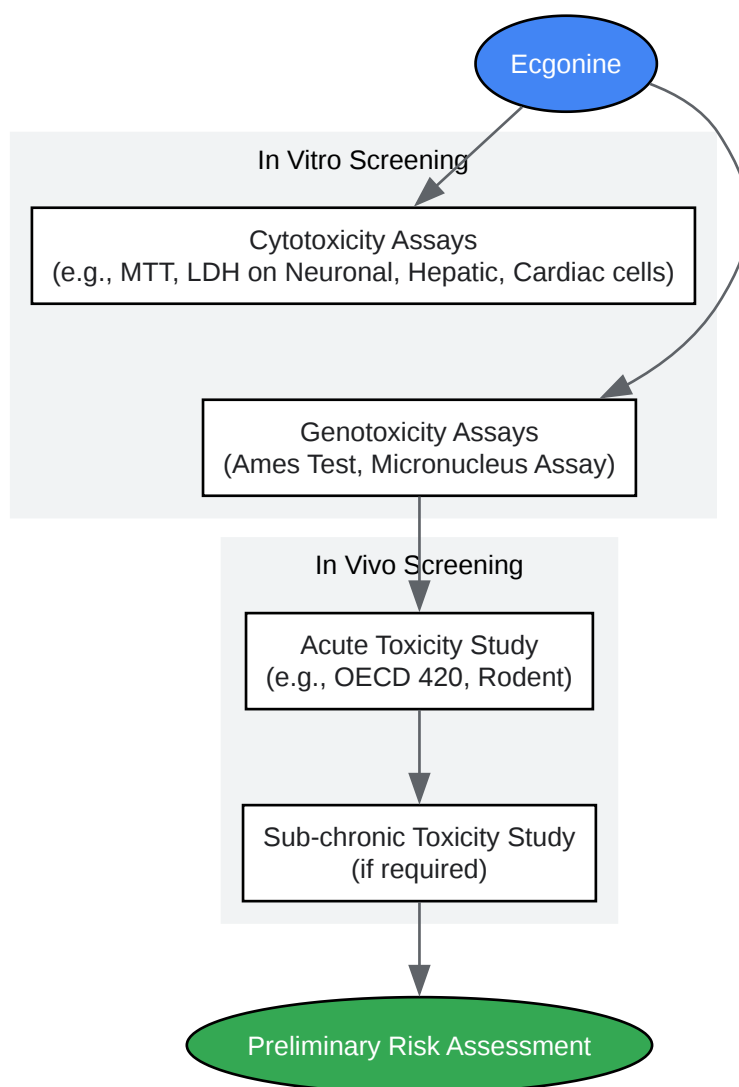 Ecgonine
In Vitro Screening
Cytotoxicity Assays
(e.g., MTT, LDH on Neuronal, Hepatic, Cardiac cells)
Genotoxicity Assays
(Ames Test, Micronucleus Assay)
In Vivo Screening
Acute Toxicity Study
(e.g., OECD 420, Rodent)
Sub-chronic Toxicity Study
(if required)
Preliminary Risk Assessment